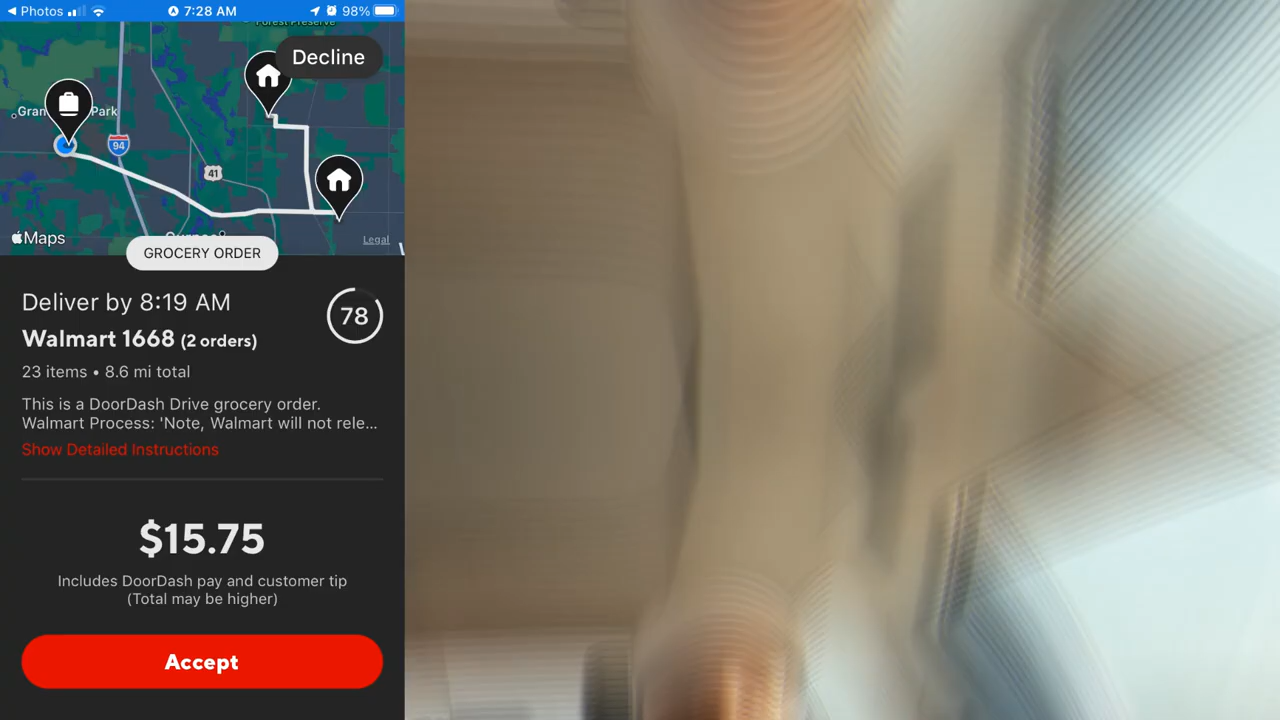 Photos 7:28 AM 98%
Forest Preserve
Decline
Park
94
41
Maps
Legal
GROCERY ORDER
Deliver by 8:19 AM
78
Walmart 1668 (2 orders)
23 items • 8.6 mi total
This is a DoorDash Drive grocery order.
Walmart Process: 'Note, Walmart will not rele...
Show Detailed Instructions
$15.75
Includes DoorDash pay and customer tip
(Total may be higher)
Accept